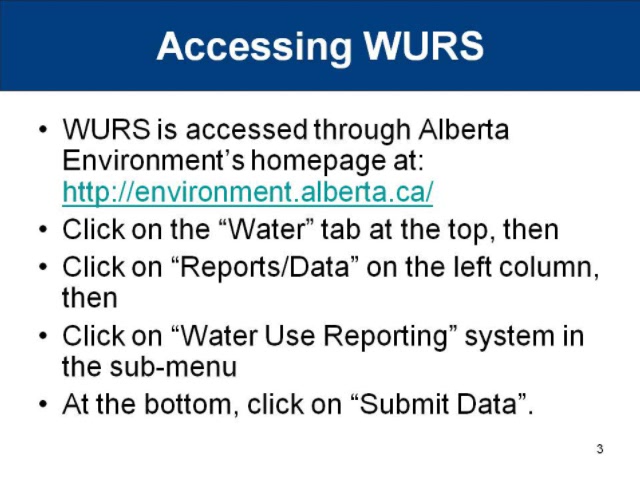 Accessing WURS
• WURS is accessed through Alberta
Environment’s homepage at:
http://environment.alberta.ca/
• Click on the “Water” tab at the top, then
• Click on “Reports/Data” on the left column,
then
• Click on “Water Use Reporting” system in
the sub-menu
• At the bottom, click on “Submit Data”.
3